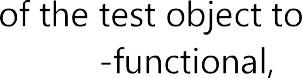 of the test object to
-functional,